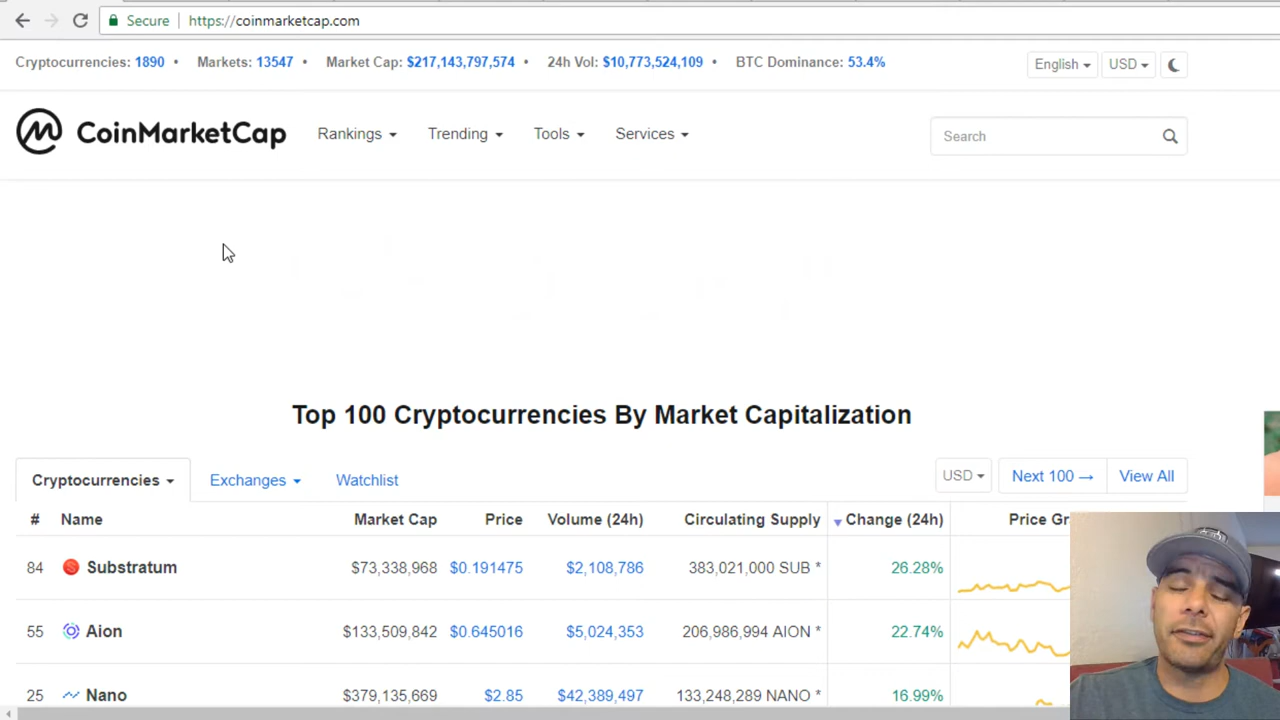 Secure https://coinmarketcap.com
Cryptocurrencies: 1890 • Markets: 13547 • Market Cap: $217,143,797,574 • 24h Vol: $10,773,524,109 • BTC Dominance: 53.4% English USD
CoinMarketCap Rankings Trending Tools Services Search
Top 100 Cryptocurrencies By Market Capitalization
Cryptocurrencies Exchanges Watchlist USD Next 100 → View All
# Name Market Cap Price Volume (24h) Circulating Supply Change (24h) Price Gr
84 Substratum $73,338,968 $0.191475 $2,108,786 383,021,000 SUB * 26.28%
55 Aion $133,509,842 $0.645016 $5,024,353 206,986,994 AION * 22.74%
25 Nano $379,135,669 $2.85 $42,389,497 133,248,289 NANO * 16.99%